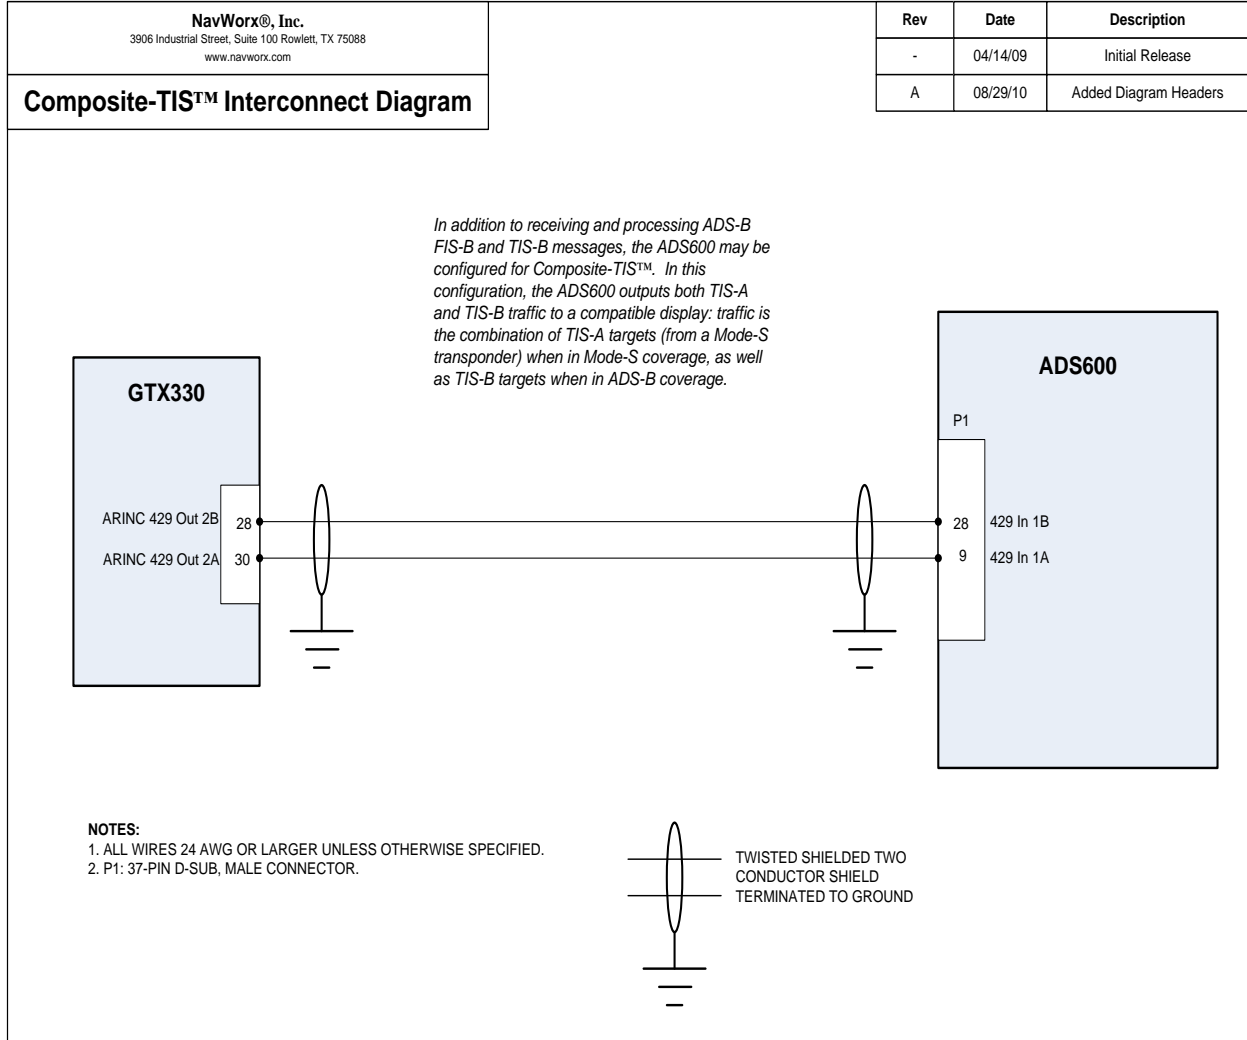 NavWorx®, Inc.
3906 Industrial Street, Suite 100 Rowlett, TX 75088
www.navworx.com
Composite-TIS™ Interconnect Diagram
Rev Date Description
- 04/14/09 Initial Release
A 08/29/10 Added Diagram Headers
In addition to receiving and processing ADS-B
FIS-B and TIS-B messages, the ADS600 may be
configured for Composite-TIS™. In this
configuration, the ADS600 outputs both TIS-A
and TIS-B traffic to a compatible display: traffic is
the combination of TIS-A targets (from a Mode-S
transponder) when in Mode-S coverage, as well
as TIS-B targets when in ADS-B coverage.
GTX330
ARINC 429 Out 2B 28
ARINC 429 Out 2A 30
ADS600
P1
28 429 In 1B
9 429 In 1A
NOTES:
1. ALL WIRES 24 AWG OR LARGER UNLESS OTHERWISE SPECIFIED.
2. P1: 37-PIN D-SUB, MALE CONNECTOR.
TWISTED SHIELDED TWO
CONDUCTOR SHIELD
TERMINATED TO GROUND